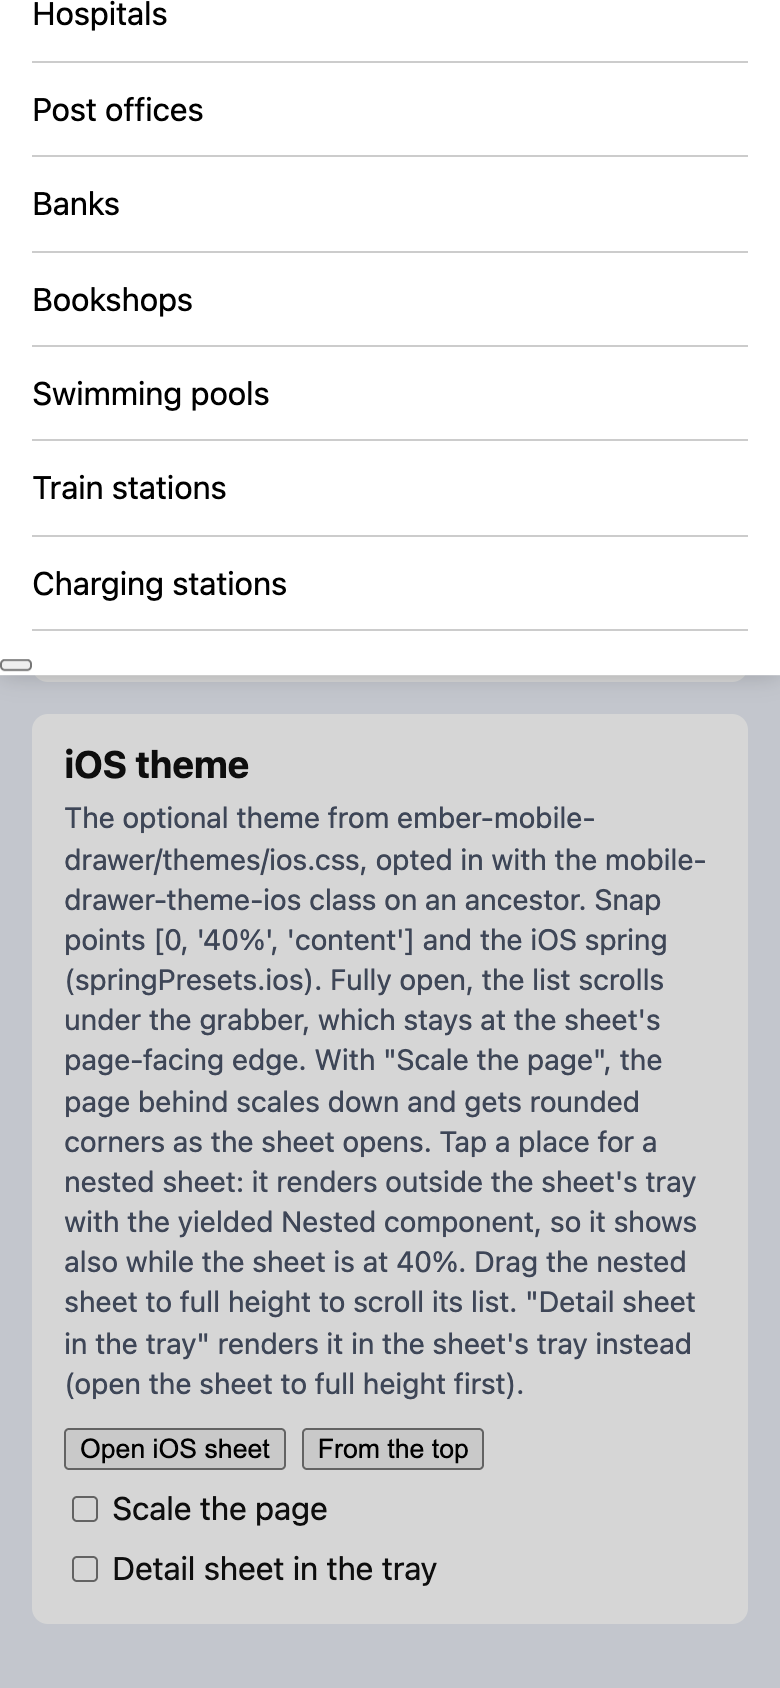 Hospitals
Post offices
Banks
Bookshops
Swimming pools
Train stations
Charging stations
iOS theme
The optional theme from ember-mobile-
drawer/themes/ios.css, opted in with the mobile-
drawer-theme-ios class on an ancestor. Snap
points [0, '40%', 'content'] and the iOS spring
(springPresets.ios). Fully open, the list scrolls
under the grabber, which stays at the sheet's
page-facing edge. With "Scale the page", the
page behind scales down and gets rounded
corners as the sheet opens. Tap a place for a
nested sheet: it renders outside the sheet's tray
with the yielded Nested component, so it shows
also while the sheet is at 40%. Drag the nested
sheet to full height to scroll its list. "Detail sheet
in the tray" renders it in the sheet's tray instead
(open the sheet to full height first).
Open iOS sheet From the top
Scale the page
Detail sheet in the tray